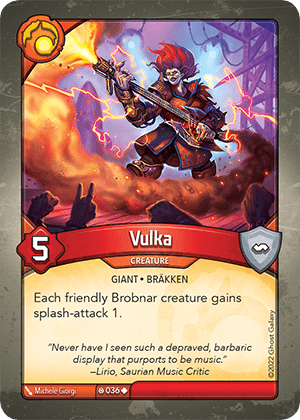 Vulka
CREATURE
5
GIANT • BRÄKKEN
Each friendly Brobnar creature gains
splash-attack 1.
“Never have I seen such a depraved, barbaric
display that purports to be music.”
–Lirio, Saurian Music Critic
©2022 Ghost Galaxy
Michele Giorgi
036